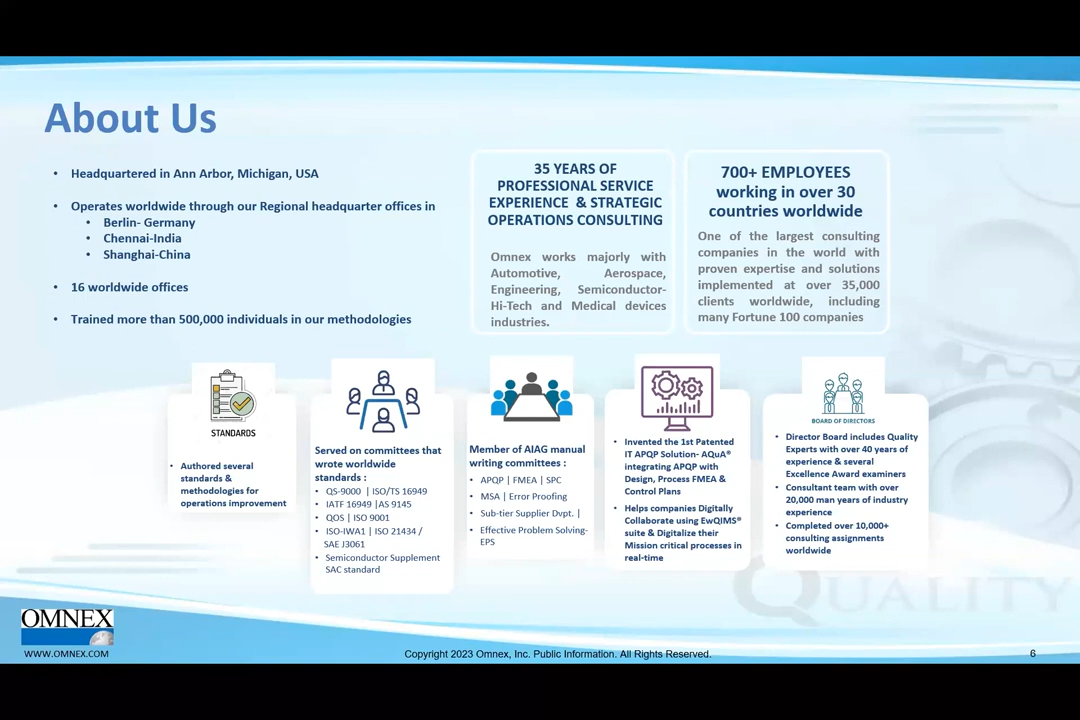 About Us
• Headquartered in Ann Arbor, Michigan, USA
• Operates worldwide through our Regional headquarter offices in
• Berlin- Germany
• Chennai-India
• Shanghai-China
• 16 worldwide offices
• Trained more than 500,000 individuals in our methodologies
35 YEARS OF
PROFESSIONAL SERVICE
EXPERIENCE & STRATEGIC
OPERATIONS CONSULTING
Omnex works majorly with
Automotive, Aerospace,
Engineering, Semiconductor-
Hi-Tech and Medical devices
industries.
700+ EMPLOYEES
working in over 30
countries worldwide
One of the largest consulting
companies in the world with
proven expertise and solutions
implemented at over 35,000
clients worldwide, including
many Fortune 100 companies
STANDARDS
• Authored several
standards &
methodologies for
operations improvement
Served on committees that
wrote worldwide
standards :
• QS-9000 | ISO/TS 16949
• IATF 16949 |AS 9145
• QOS | ISO 9001
• ISO-IWA1 | ISO 21434 /
SAE J3061
• Semiconductor Supplement
SAC standard
Member of AIAG manual
writing committees :
• APQP | FMEA | SPC
• MSA | Error Proofing
• Sub-tier Supplier Dvpt. |
• Effective Problem Solving-
EPS
• Invented the 1st Patented
IT APQP Solution- AQuA®
integrating APQP with
Design, Process FMEA &
Control Plans
• Helps companies Digitally
Collaborate using EwQIMS®
suite & Digitalize their
Mission critical processes in
real-time
BOARD OF DIRECTORS
• Director Board includes Quality
Experts with over 40 years of
experience & several
Excellence Award examiners
• Consultant team with over
20,000 man years of industry
experience
• Completed over 10,000+
consulting assignments
worldwide
QUALITY
OMNEX
WWW.OMNEX.COM
Copyright 2023 Omnex, Inc. Public Information. All Rights Reserved.
6